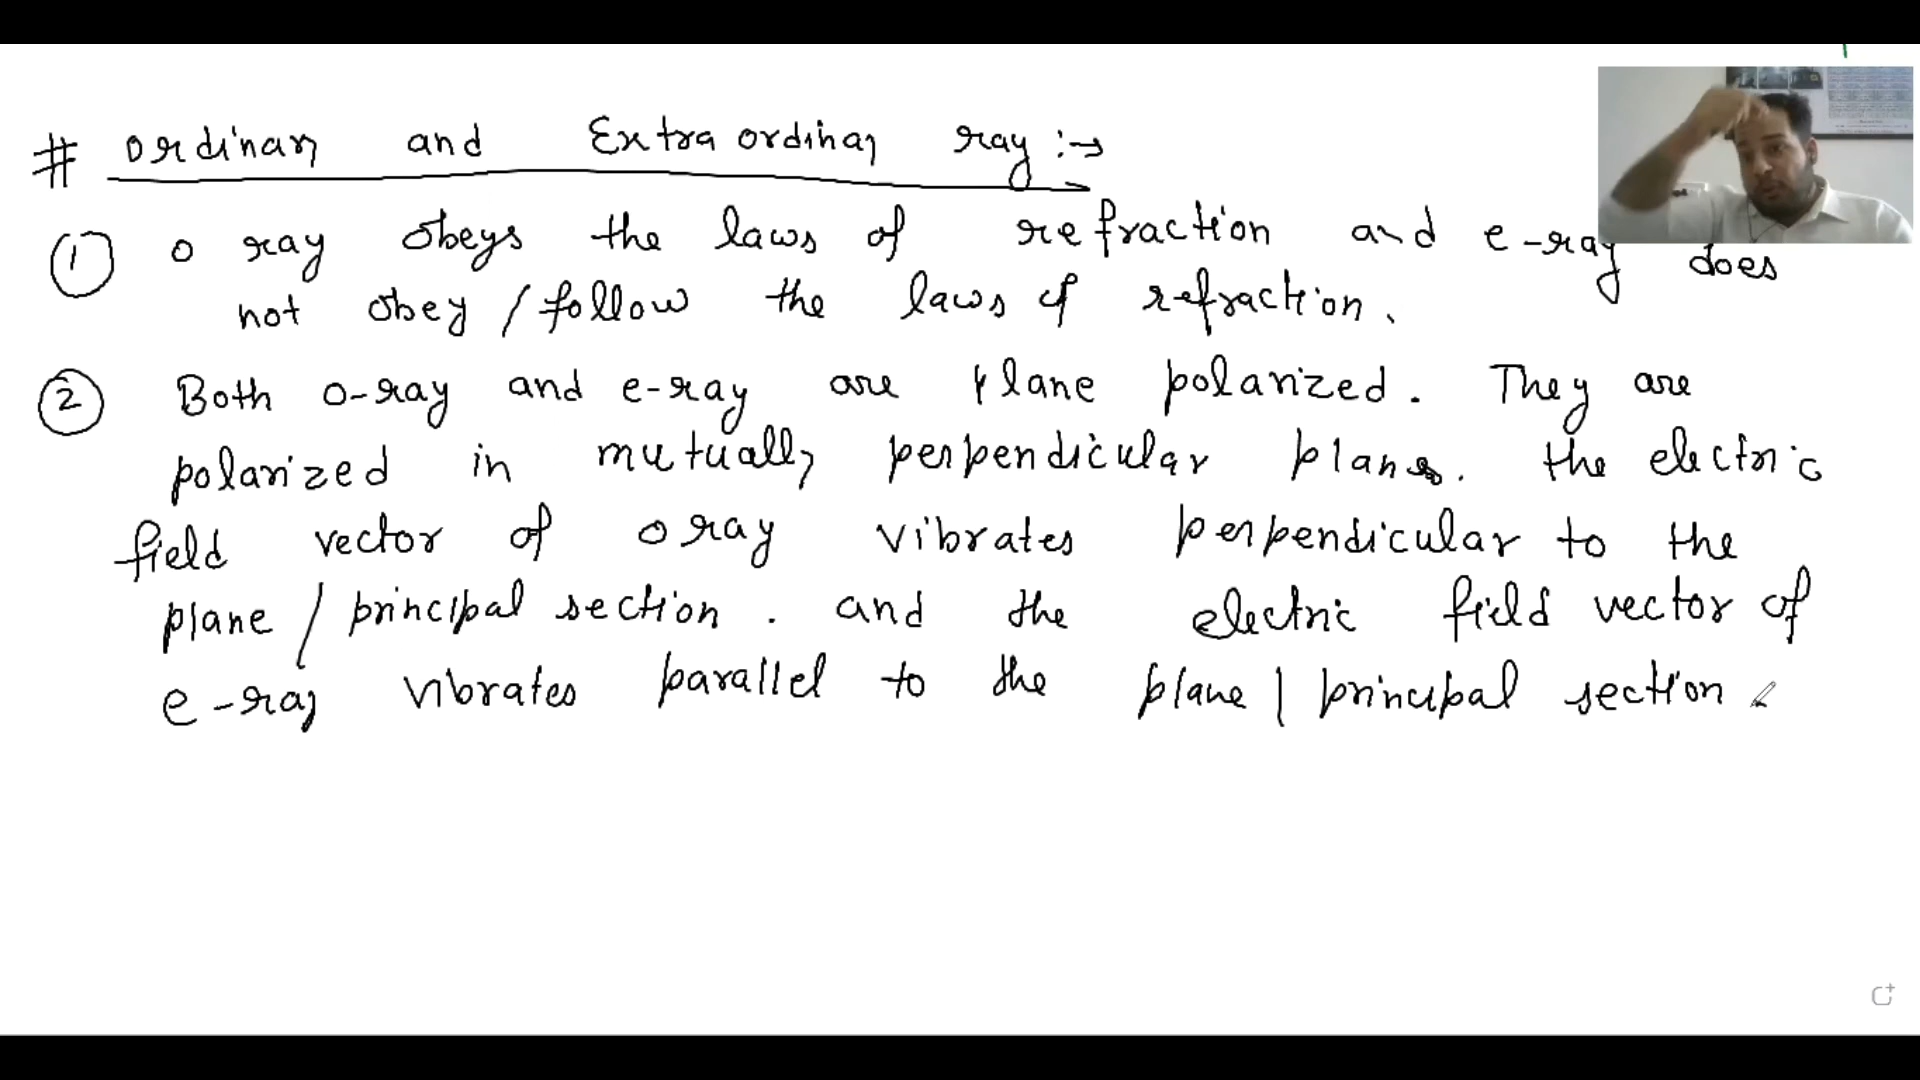 # Ordinary and Extra ordinary ray :→
① o ray obeys the laws of refraction and e-ray does
not obey / follow the laws of refraction.
② Both o-ray and e-ray are plane polarized. They are
polarized in mutually perpendicular planes. the electric
field vector of o ray vibrates perpendicular to the
plane / principal section. and the electric field vector of
e-ray vibrates parallel to the plane | principal section